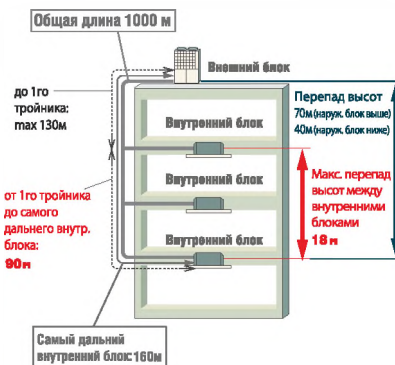 Общая длина 1000 м
Внешний блок
до 1го
тройника:
max 130м
Перепад высот
70м (наруж. блок выше)
40м (наруж. блок ниже)
Внутренний блок
Внутренний блок
Внутренний блок
Макс. перепад
высот между
внутренними
блоками
18 м
от 1го тройника
до самого
дальнего внутр.
блока:
90м
Самый дальний
внутренний блок: 160м